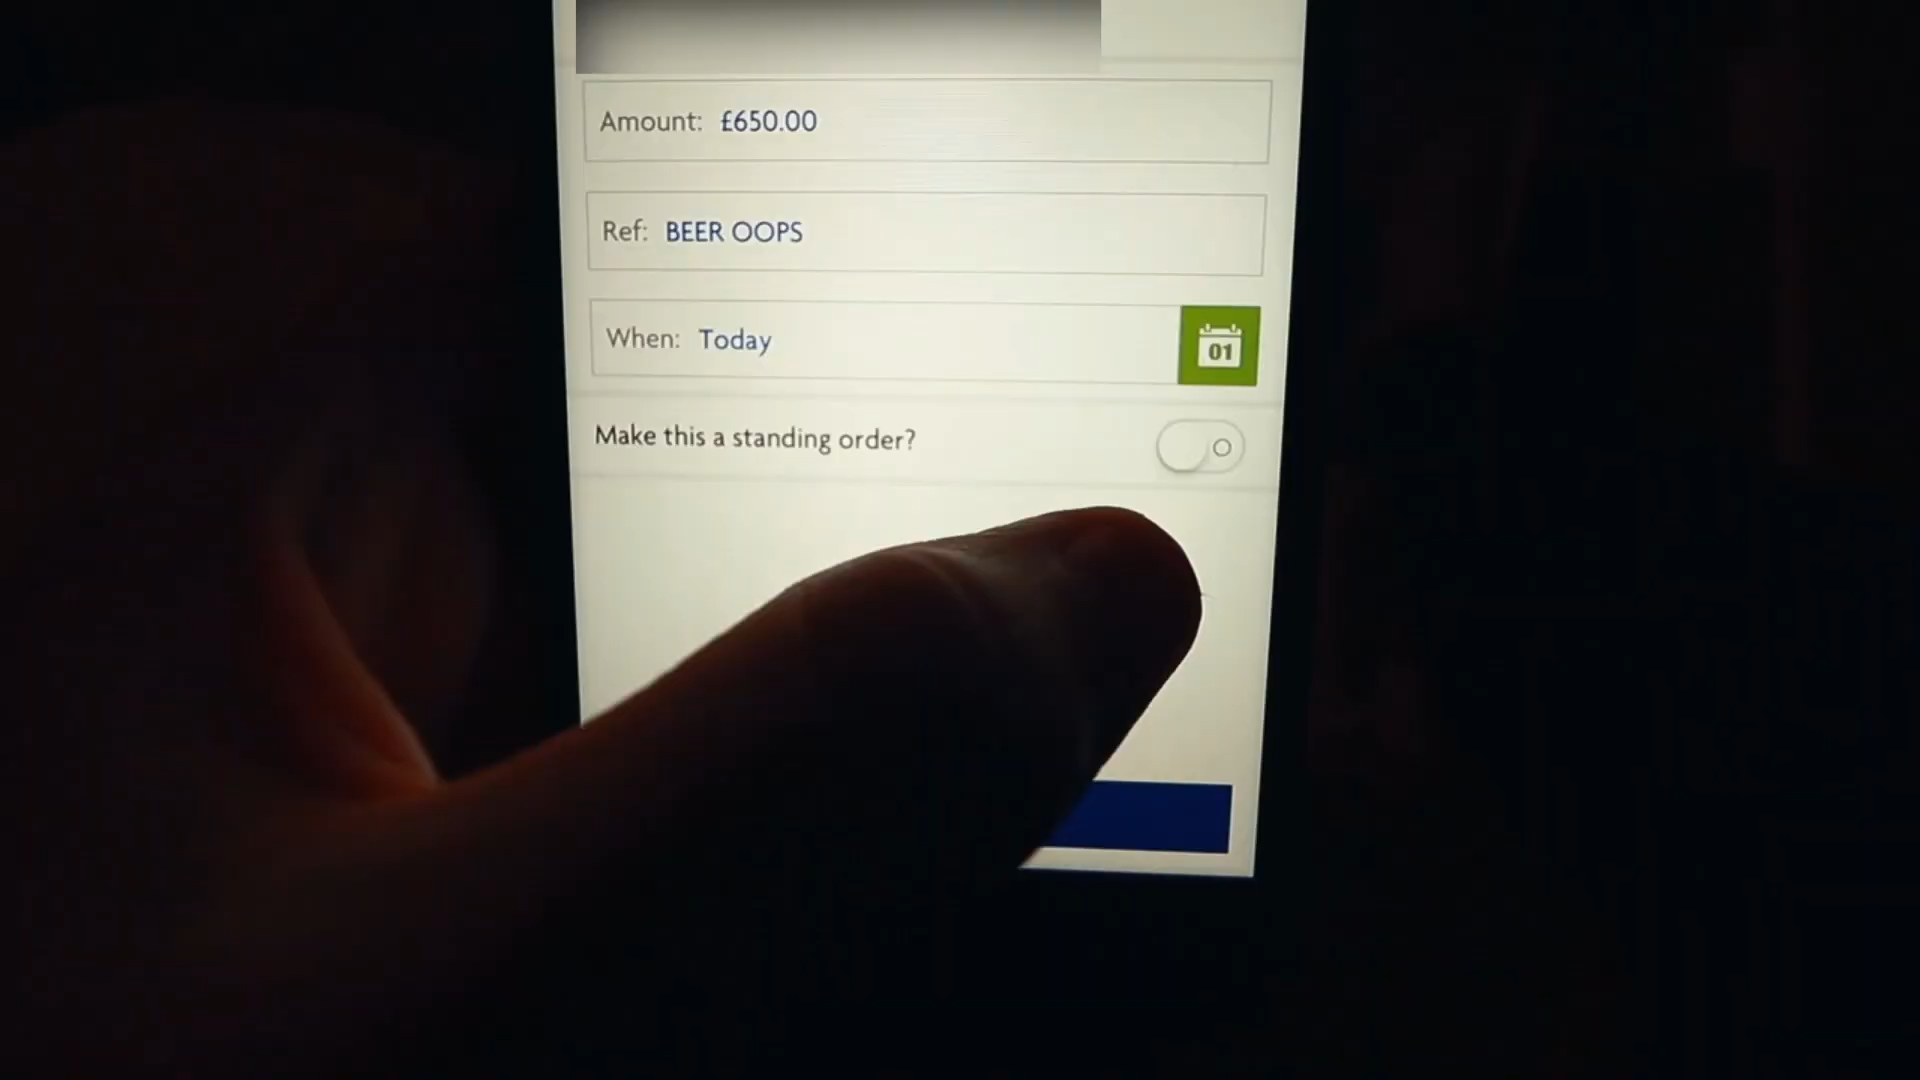 Amount: £650.00
Ref: BEER OOPS
When: Today
01
Make this a standing order?